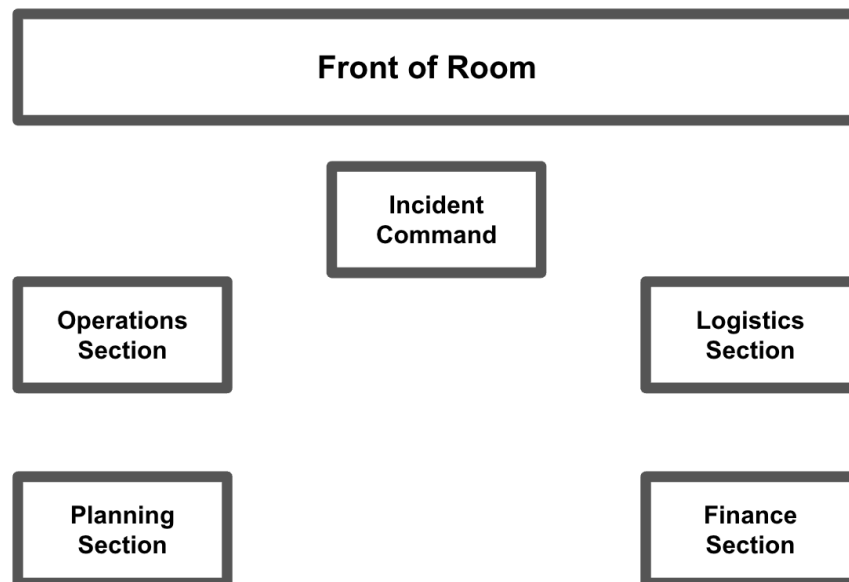 Front of Room
Incident
Command
Operations
Section
Logistics
Section
Planning
Section
Finance
Section